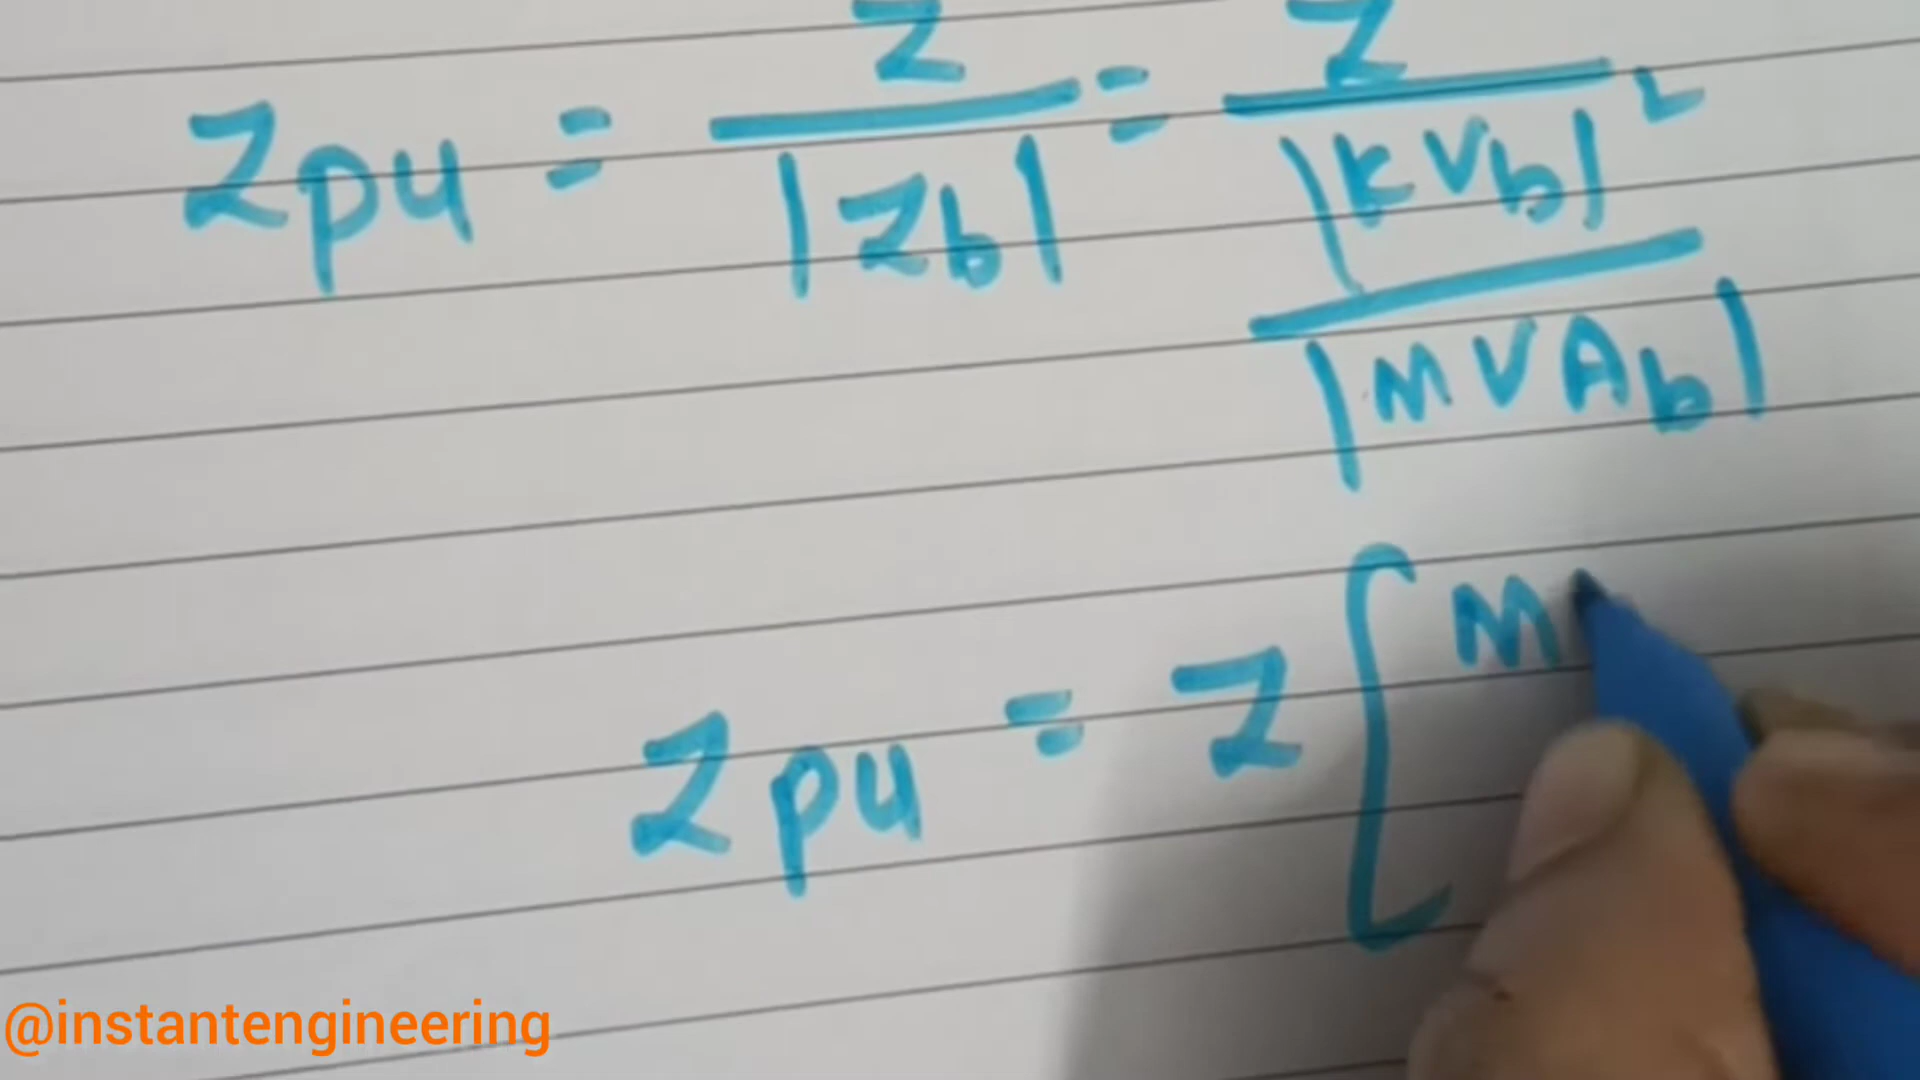 Zpu = Z / |Zb| = Z / |KVb|² / |MVAb|
Zpu = Z [ M
@instantengineering